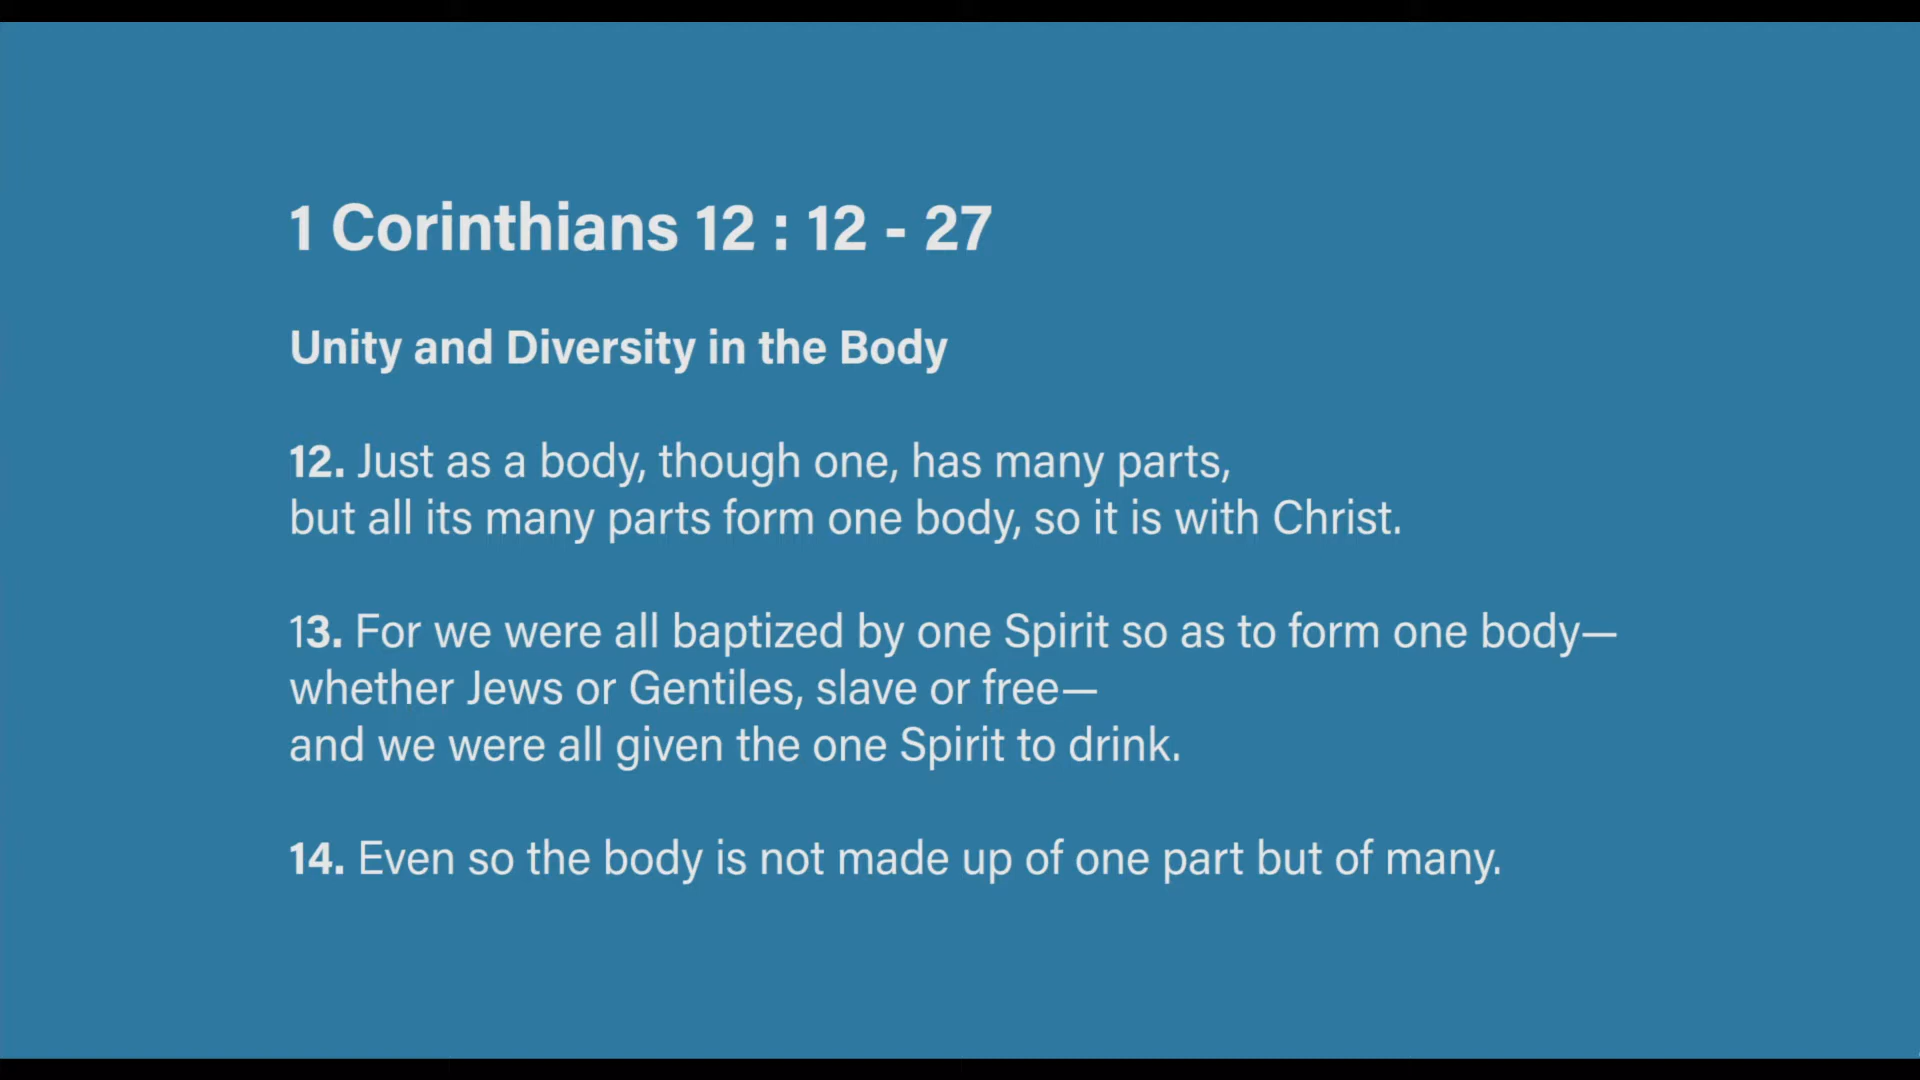 1 Corinthians 12 : 12 - 27
Unity and Diversity in the Body
12. Just as a body, though one, has many parts,
but all its many parts form one body, so it is with Christ.
13. For we were all baptized by one Spirit so as to form one body—
whether Jews or Gentiles, slave or free—
and we were all given the one Spirit to drink.
14. Even so the body is not made up of one part but of many.